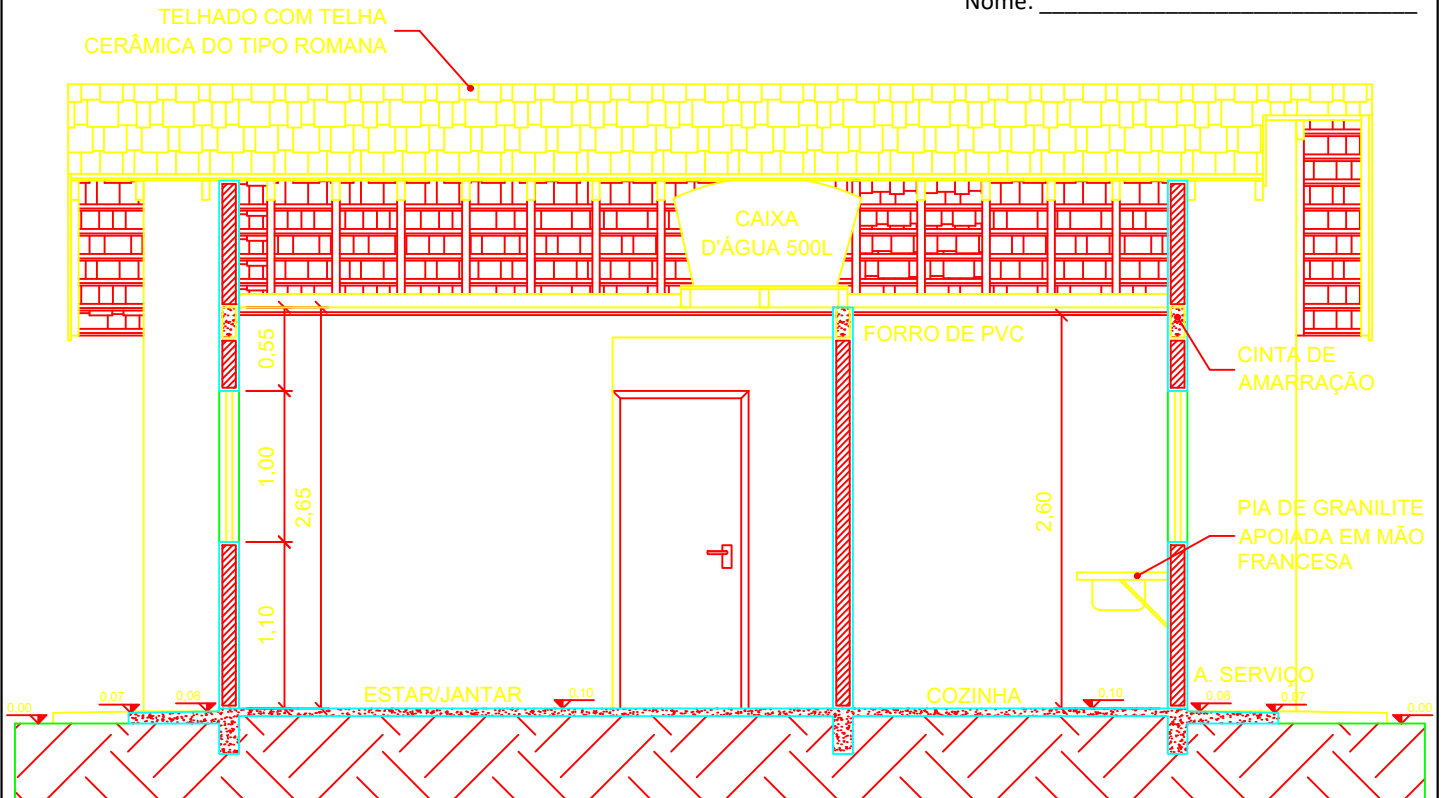 Nome: ___________________________________
TELHADO COM TELHA
CERÂMICA DO TIPO ROMANA
CAIXA
D'ÁGUA 500L
FORRO DE PVC
CINTA DE
AMARRAÇÃO
0,55
1,00
2,65
2,60
1,10
PIA DE GRANILITE
APOIADA EM MÃO
FRANCESA
A. SERVIÇO
ESTAR/JANTAR
COZINHA
0.00
0.07
0.08
0.10
0.10
0.08
0.07
0.00